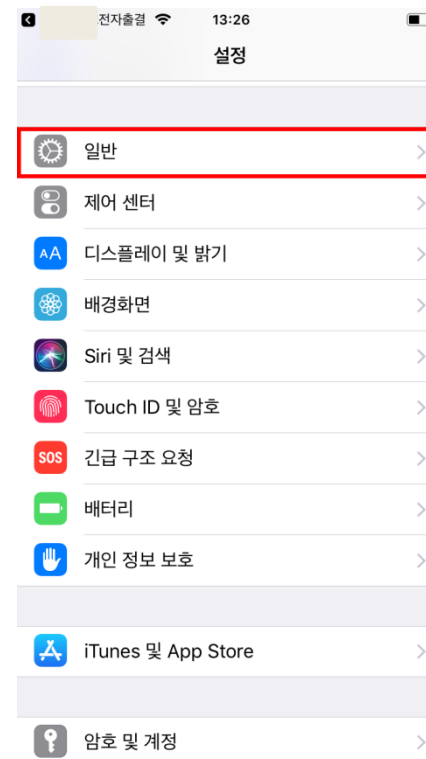 전자출결 13:26
설정
일반
제어 센터
AA 디스플레이 및 밝기
배경화면
Siri 및 검색
Touch ID 및 암호
SOS 긴급 구조 요청
배터리
개인 정보 보호
iTunes 및 App Store
암호 및 계정